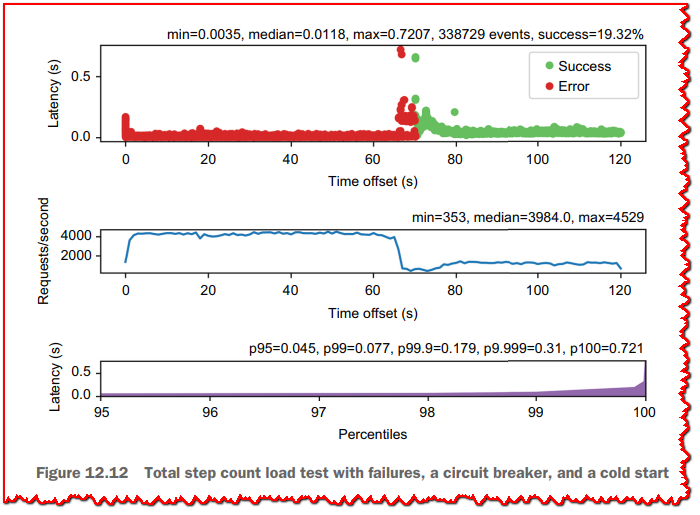 min=0.0035, median=0.0118, max=0.7207, 338729 events, success=19.32%
Latency (s)
0.5
0.0
Success
Error
0 20 40 60 80 100 120
Time offset (s)
min=353, median=3984.0, max=4529
Requests/second
4000
2000
0 20 40 60 80 100 120
Time offset (s)
p95=0.045, p99=0.077, p99.9=0.179, p9.999=0.31, p100=0.721
Latency (s)
0.5
0.0
95 96 97 98 99 100
Percentiles
Figure 12.12 Total step count load test with failures, a circuit breaker, and a cold start